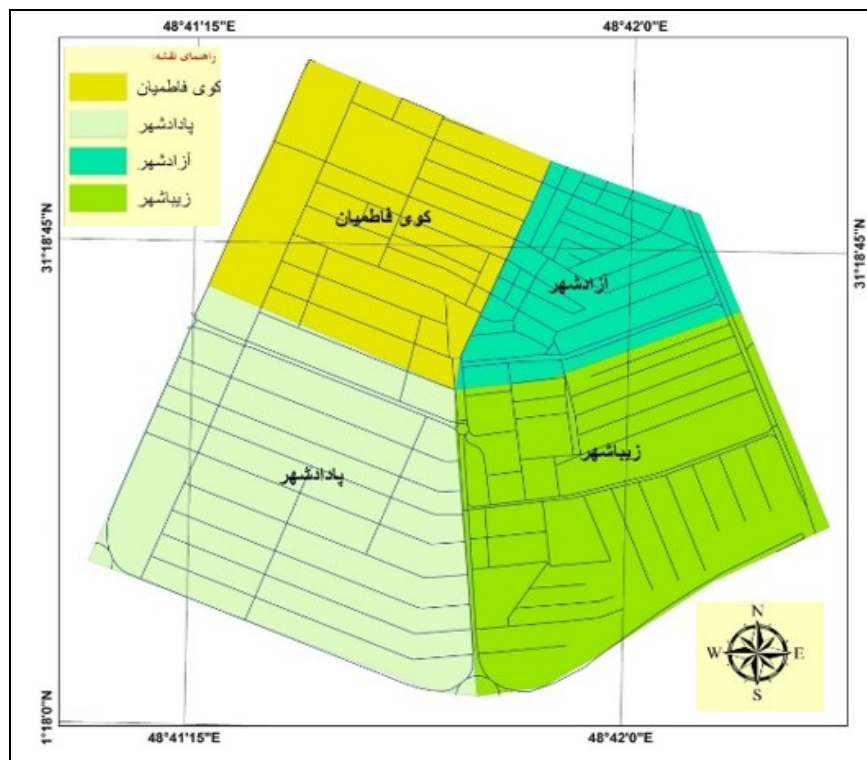 48°41'15"E 48°42'0"E
راهنمای نقشه:
کوی فاطمیان
پادادشهر
آزادشهر
زیباشهر
31°18'45"N
31°18'45"N
کوی فاطمیان
آزادشهر
زیباشهر
پادادشهر
N
W E
S
1°18'0"N
48°41'15"E 48°42'0"E